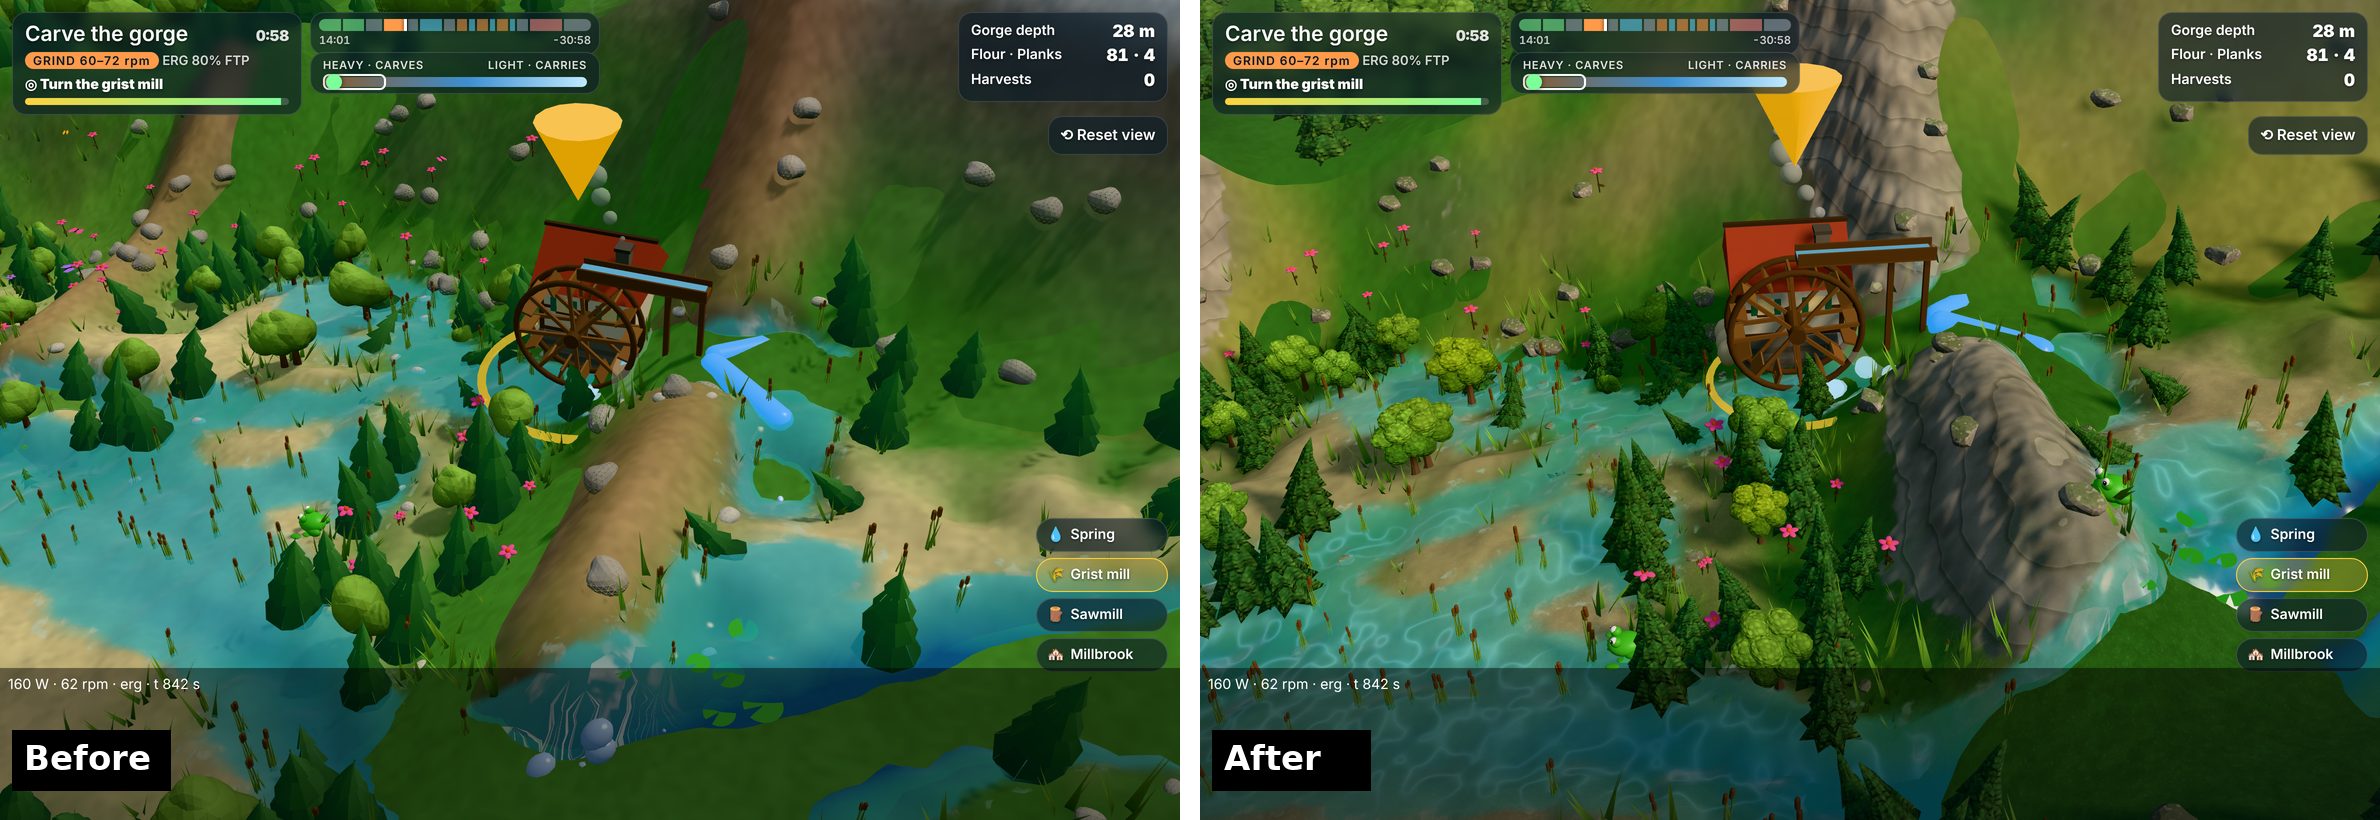 Carve the gorge 0:58
GRIND 60–72 rpm ERG 80% FTP
◎ Turn the grist mill
14:01 -30:58
HEAVY · CARVES LIGHT · CARRIES
Gorge depth 28 m
Flour · Planks 81 · 4
Harvests 0
⟲ Reset view
Spring
Grist mill
Sawmill
Millbrook
160 W · 62 rpm · erg · t 842 s
Before
Carve the gorge 0:58
GRIND 60–72 rpm ERG 80% FTP
◎ Turn the grist mill
14:01 -30:58
HEAVY · CARVES LIGHT · CARRIES
Gorge depth 28 m
Flour · Planks 81 · 4
Harvests 0
⟲ Reset view
Spring
Grist mill
Sawmill
Millbrook
160 W · 62 rpm · erg · t 842 s
After